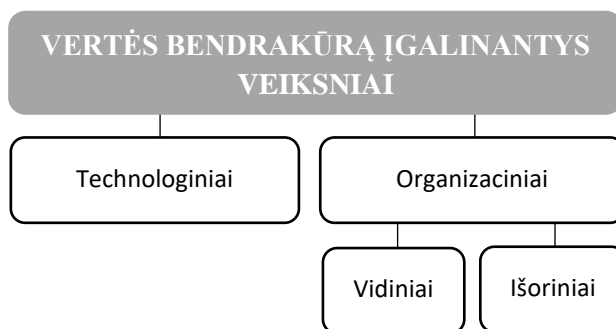 VERTĖS BENDRAKŪRĄ ĮGALINANTYS
VEIKSNIAI
Technologiniai
Organizaciniai
Vidiniai
Išoriniai